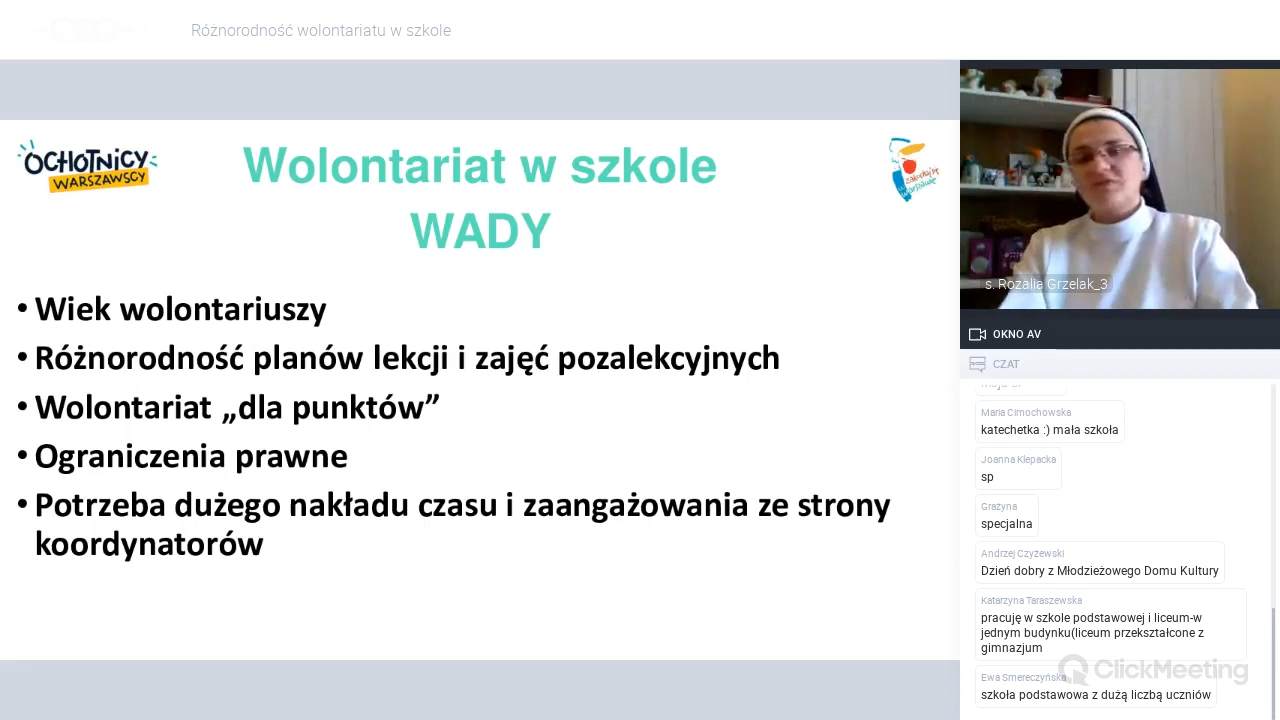 Różnorodność wolontariatu w szkole
OCHOTNICY
WARSZAWSCY
Wolontariat w szkole
WADY
zakochaj się
w Warszawie
• Wiek wolontariuszy
• Różnorodność planów lekcji i zajęć pozalekcyjnych
• Wolontariat „dla punktów”
• Ograniczenia prawne
• Potrzeba dużego nakładu czasu i zaangażowania ze strony
koordynatorów
s. Rozalia Grzelak_3
OKNO AV
CZAT
Maria Cimochowska
katechetka :) mała szkoła
Joanna Klepacka
sp
Grażyna
specjalna
Andrzej Czyżewski
Dzień dobry z Młodzieżowego Domu Kultury
Katarzyna Taraszewska
pracuję w szkole podstawowej i liceum-w
jednym budynku(liceum przekształcone z
gimnazjum
Ewa Smereczyńska
szkoła podstawowa z dużą liczbą uczniów
ClickMeeting